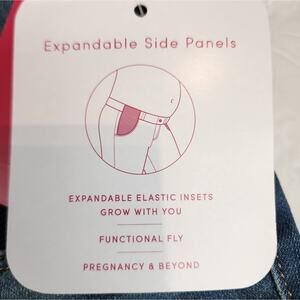 Expandable Side Panels
EXPANDABLE ELASTIC INSETS
GROW WITH YOU
FUNCTIONAL FLY
PREGNANCY & BEYOND